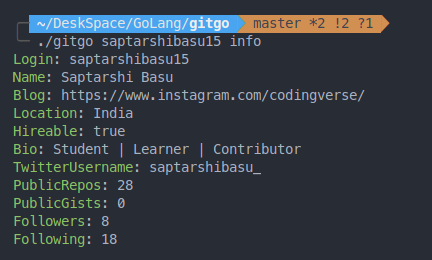 ~/DeskSpace/GoLang/gitgo master *2 !2 ?1
./gitgo saptarshibasu15 info
Login: saptarshibasu15
Name: Saptarshi Basu
Blog: https://www.instagram.com/codingverse/
Location: India
Hireable: true
Bio: Student | Learner | Contributor
TwitterUsername: saptarshibasu_
PublicRepos: 28
PublicGists: 0
Followers: 8
Following: 18